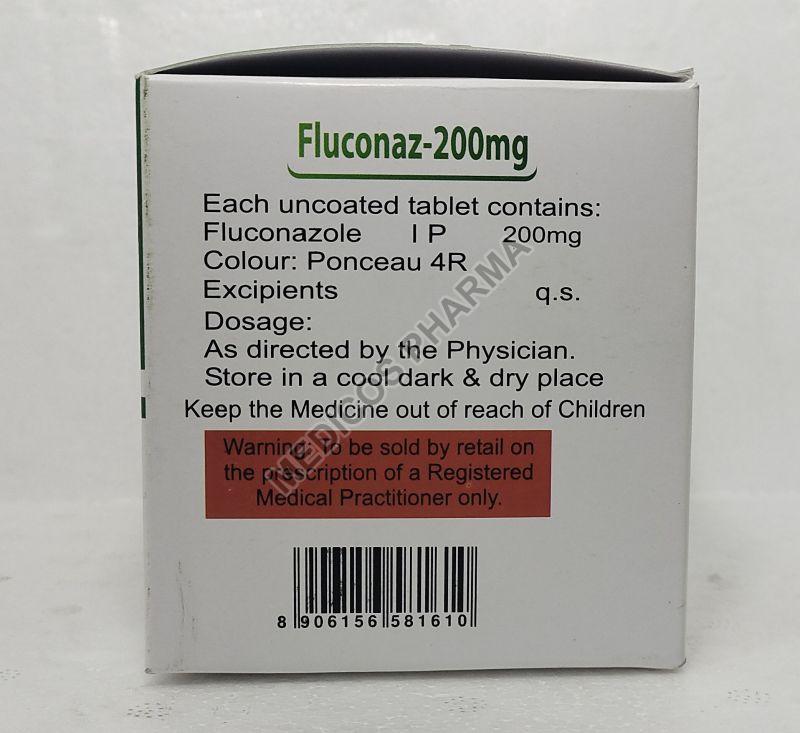 Fluconaz-200mg
Each uncoated tablet contains:
Fluconazole I P 200mg
Colour: Ponceau 4R
Excipients q.s.
Dosage:
As directed by the Physician.
Store in a cool dark & dry place
Keep the Medicine out of reach of Children
Warning: To be sold by retail on
the prescription of a Registered
Medical Practitioner only.
8 906156 581610
MEDICOS PHARMA